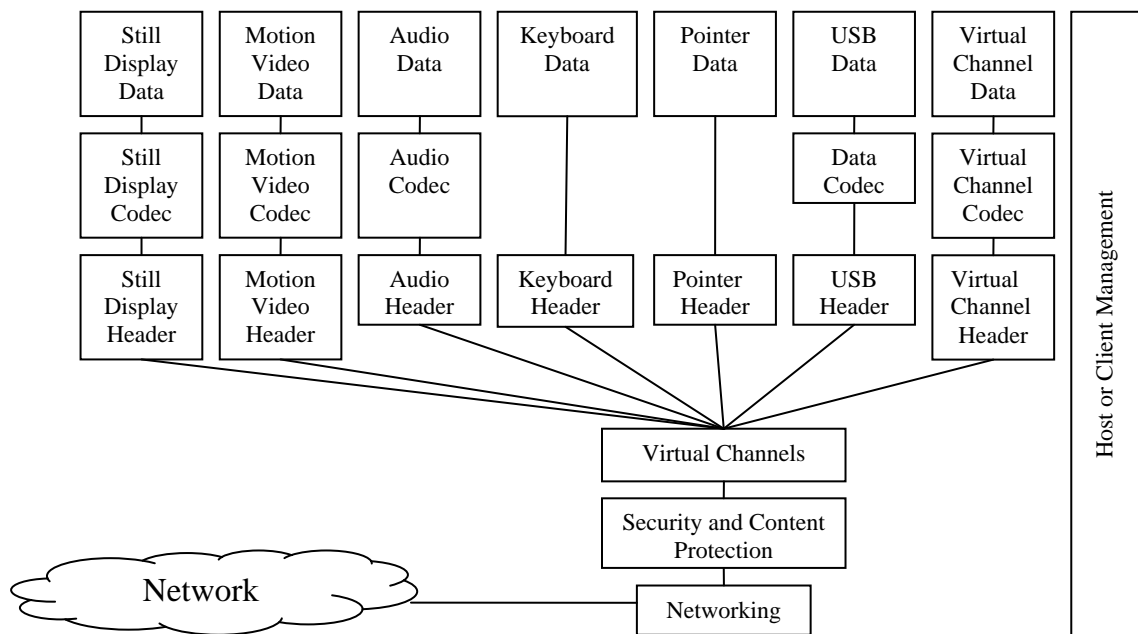 Still
Display
Data
Motion
Video
Data
Audio
Data
Keyboard
Data
Pointer
Data
USB
Data
Virtual
Channel
Data
Still
Display
Codec
Motion
Video
Codec
Audio
Codec
Data
Codec
Virtual
Channel
Codec
Still
Display
Header
Motion
Video
Header
Audio
Header
Keyboard
Header
Pointer
Header
USB
Header
Virtual
Channel
Header
Host or Client Management
Virtual Channels
Security and Content
Protection
Network
Networking